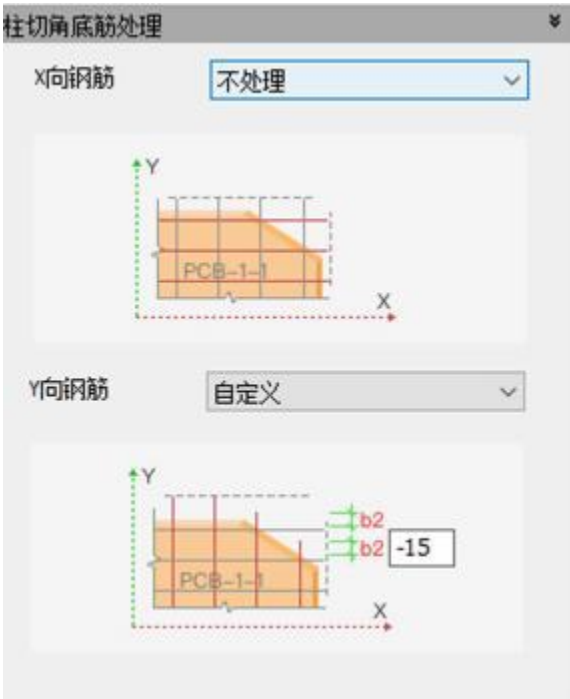 柱切角底筋处理
X向钢筋 不处理
Y
PCB-1-1
X
Y向钢筋 自定义
Y
b2
b2 -15
PCB-1-1
X